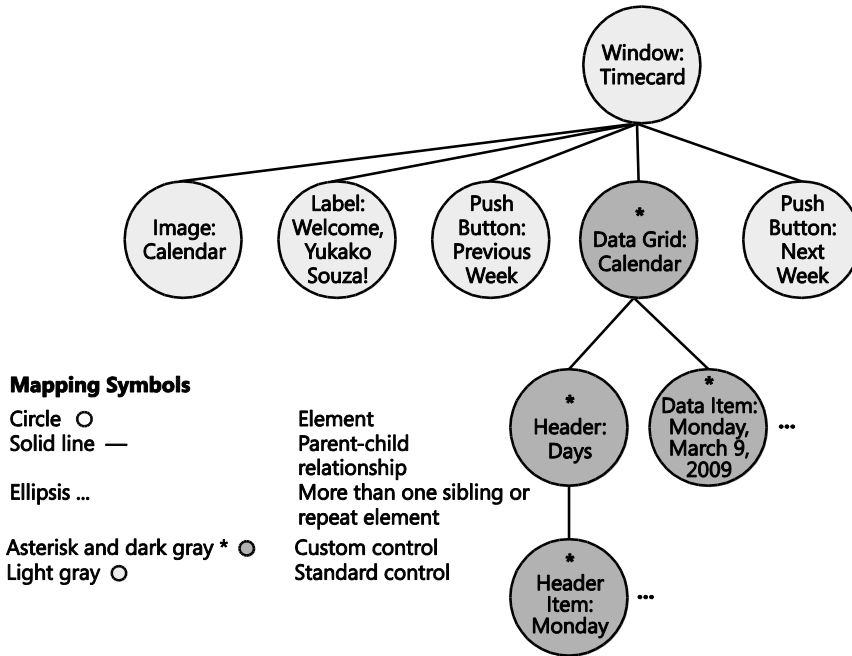 Window:
Timecard
Image:
Calendar
Label:
Welcome,
Yukako
Souza!
Push
Button:
Previous
Week
*
Data Grid:
Calendar
Push
Button:
Next
Week
*
Header:
Days
*
Data Item:
Monday,
March 9,
2009
...
*
Header
Item:
Monday
...
Mapping Symbols
Circle Element
Solid line — Parent-child
relationship
Ellipsis ... More than one sibling or
repeat element
Asterisk and dark gray * Custom control
Light gray Standard control